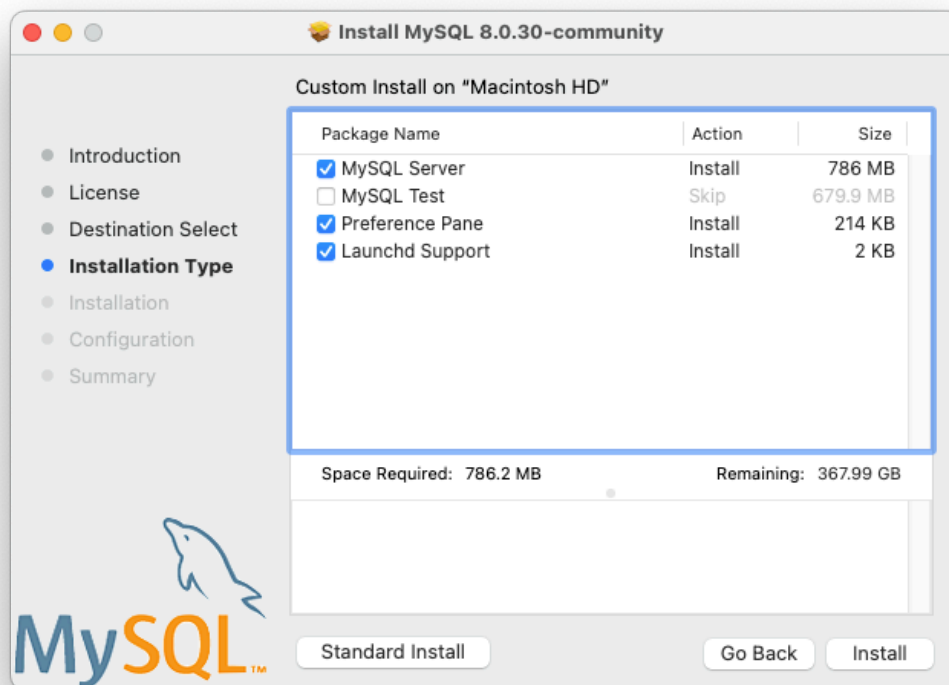 Install MySQL 8.0.30-community
Introduction
License
Destination Select
Installation Type
Installation
Configuration
Summary
MySQL™
Custom Install on “Macintosh HD”
Package Name Action Size
MySQL Server Install 786 MB
MySQL Test Skip 679.9 MB
Preference Pane Install 214 KB
Launchd Support Install 2 KB
Space Required: 786.2 MB Remaining: 367.99 GB
Standard Install Go Back Install